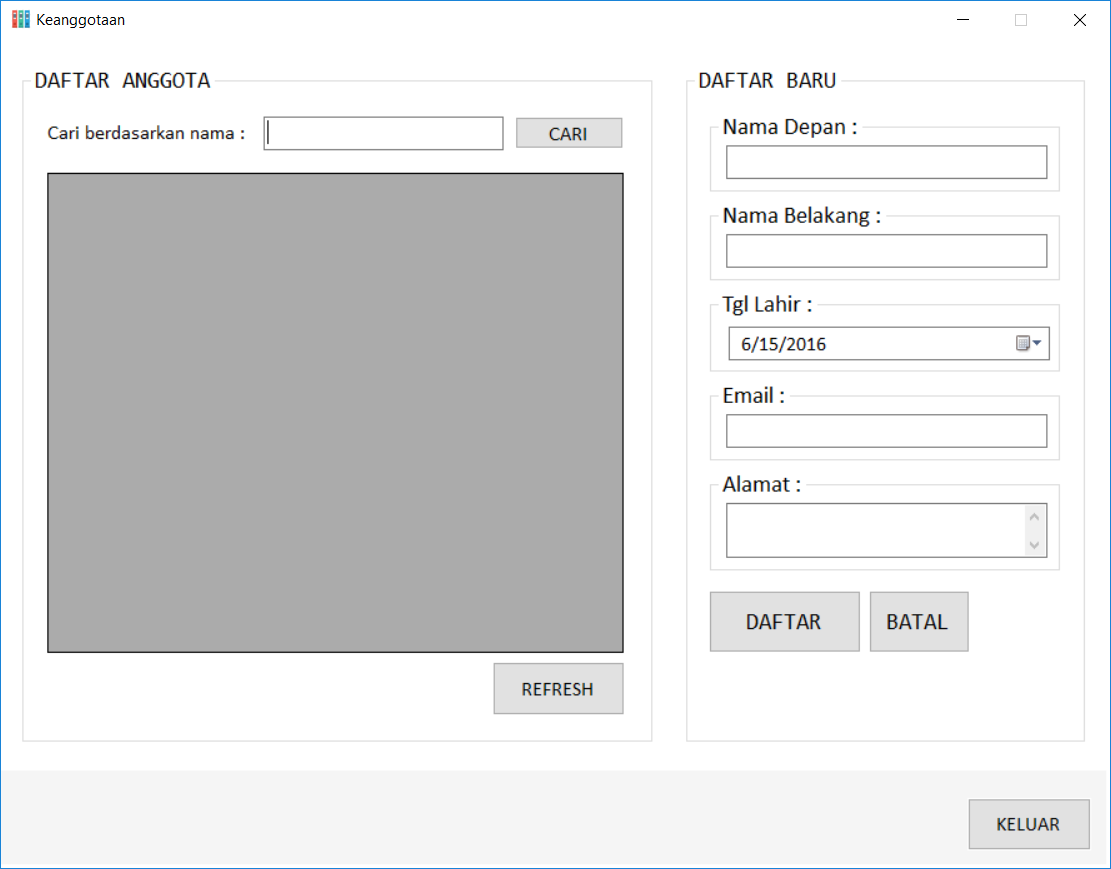 Keanggotaan
DAFTAR ANGGOTA
Cari berdasarkan nama :
CARI
REFRESH
DAFTAR BARU
Nama Depan :
Nama Belakang :
Tgl Lahir :
6/15/2016
Email :
Alamat :
DAFTAR
BATAL
KELUAR